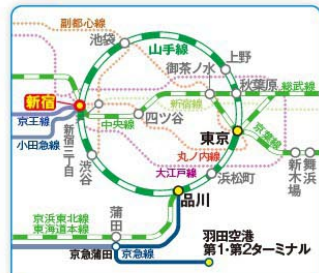 副都心線
池袋
山手線
上野
御茶ノ水
秋葉原
総武線
新宿
新宿線
京王線
中央線
四ツ谷
東京
京葉線
小田急線
新宿三丁目
丸ノ内線
渋谷
大江戸線
浜松町
新木場
舞浜
品川
京浜東北線
東海道本線
蒲田
羽田空港
第1・第2ターミナル
京急蒲田
京急線